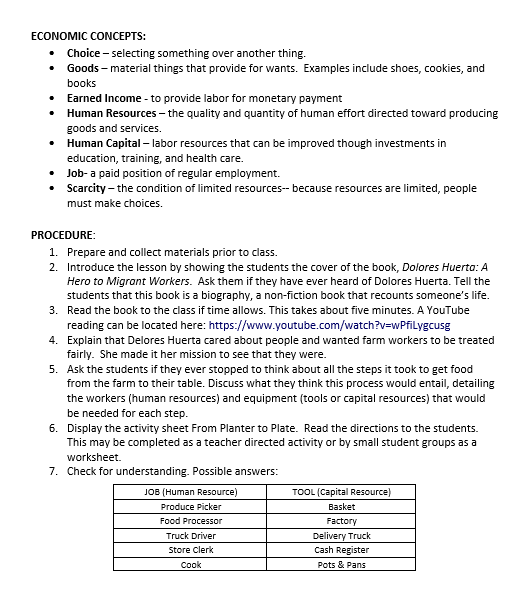 ECONOMIC CONCEPTS:
• Choice – selecting something over another thing.
• Goods – material things that provide for wants. Examples include shoes, cookies, and
books
• Earned Income - to provide labor for monetary payment
• Human Resources – the quality and quantity of human effort directed toward producing
goods and services.
• Human Capital – labor resources that can be improved though investments in
education, training, and health care.
• Job- a paid position of regular employment.
• Scarcity – the condition of limited resources-- because resources are limited, people
must make choices.
PROCEDURE:
1. Prepare and collect materials prior to class.
2. Introduce the lesson by showing the students the cover of the book, Dolores Huerta: A
Hero to Migrant Workers. Ask them if they have ever heard of Dolores Huerta. Tell the
students that this book is a biography, a non-fiction book that recounts someone's life.
3. Read the book to the class if time allows. This takes about five minutes. A YouTube
reading can be located here: https://www.youtube.com/watch?v=wPfiLygcusg
4. Explain that Delores Huerta cared about people and wanted farm workers to be treated
fairly. She made it her mission to see that they were.
5. Ask the students if they ever stopped to think about all the steps it took to get food
from the farm to their table. Discuss what they think this process would entail, detailing
the workers (human resources) and equipment (tools or capital resources) that would
be needed for each step.
6. Display the activity sheet From Planter to Plate. Read the directions to the students.
This may be completed as a teacher directed activity or by small student groups as a
worksheet.
7. Check for understanding. Possible answers:
JOB (Human Resource) TOOL (Capital Resource)
Produce Picker Basket
Food Processor Factory
Truck Driver Delivery Truck
Store Clerk Cash Register
Cook Pots & Pans